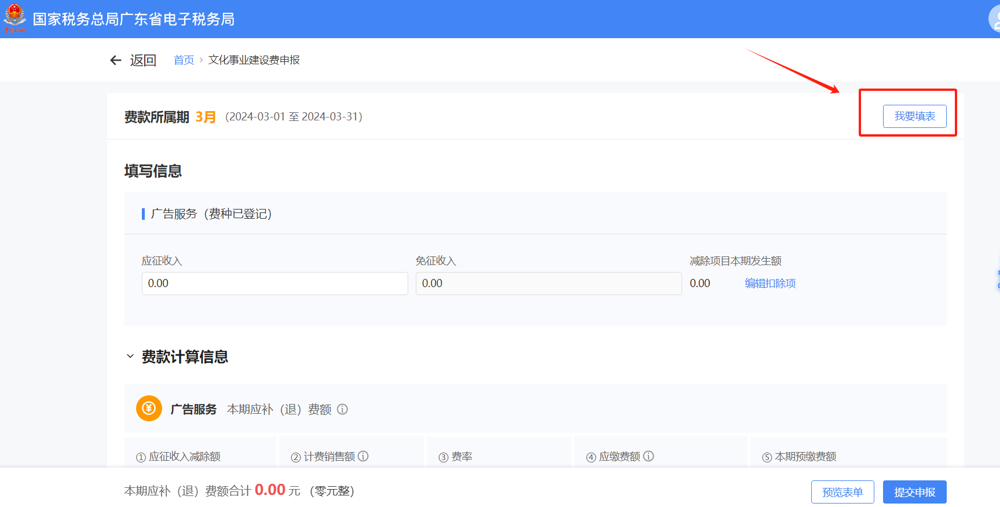 国家税务总局广东省电子税务局
返回 首页 > 文化事业建设费申报
费款所属期 3月 (2024-03-01 至 2024-03-31) 我要填表
填写信息
广告服务（费种已登记）
应征收入 免征收入 减除项目本期发生额
0.00 0.00 0.00 编辑扣除项
费款计算信息
广告服务 本期应补（退）费额
① 应征收入减除额 ② 计费销售额 ③ 费率 ④ 应缴费额 ⑤ 本期预缴费额
本期应补（退）费额合计 0.00 元 （零元整） 预览表单 提交申报